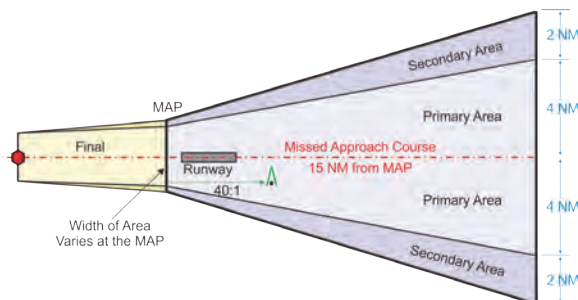 2 NM
Secondary Area
MAP
4 NM
Primary Area
Final
Missed Approach Course
Runway
15 NM from MAP
40:1
Primary Area
4 NM
Width of Area
Varies at the MAP
Secondary Area
2 NM